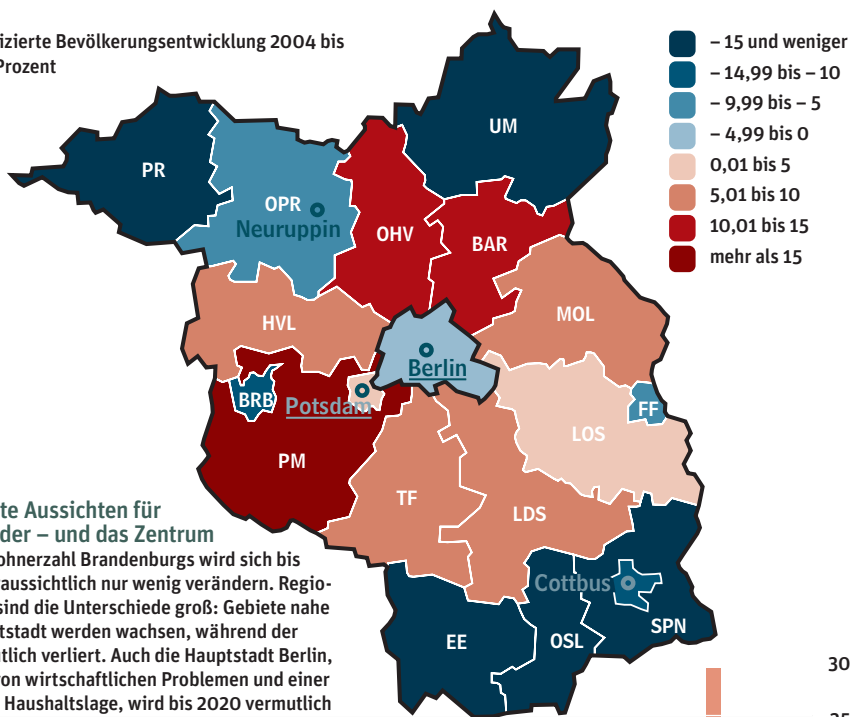 fizierte Bevölkerungsentwicklung 2004 bis
Prozent
– 15 und weniger
– 14,99 bis – 10
– 9,99 bis – 5
– 4,99 bis 0
0,01 bis 5
5,01 bis 10
10,01 bis 15
mehr als 15
UM
PR
OPR
Neuruppin
OHV
BAR
HVL
MOL
Berlin
BRB
Potsdam
FF
LOS
PM
TF
LDS
Cottbus
EE
OSL
SPN
te Aussichten für
der – und das Zentrum
ohnerzahl Brandenburgs wird sich bis
raussichtlich nur wenig verändern. Regio-
sind die Unterschiede groß: Gebiete nahe
tstadt werden wachsen, während der
tlich verliert. Auch die Hauptstadt Berlin,
von wirtschaftlichen Problemen und einer
Haushaltslage, wird bis 2020 vermutlich
30